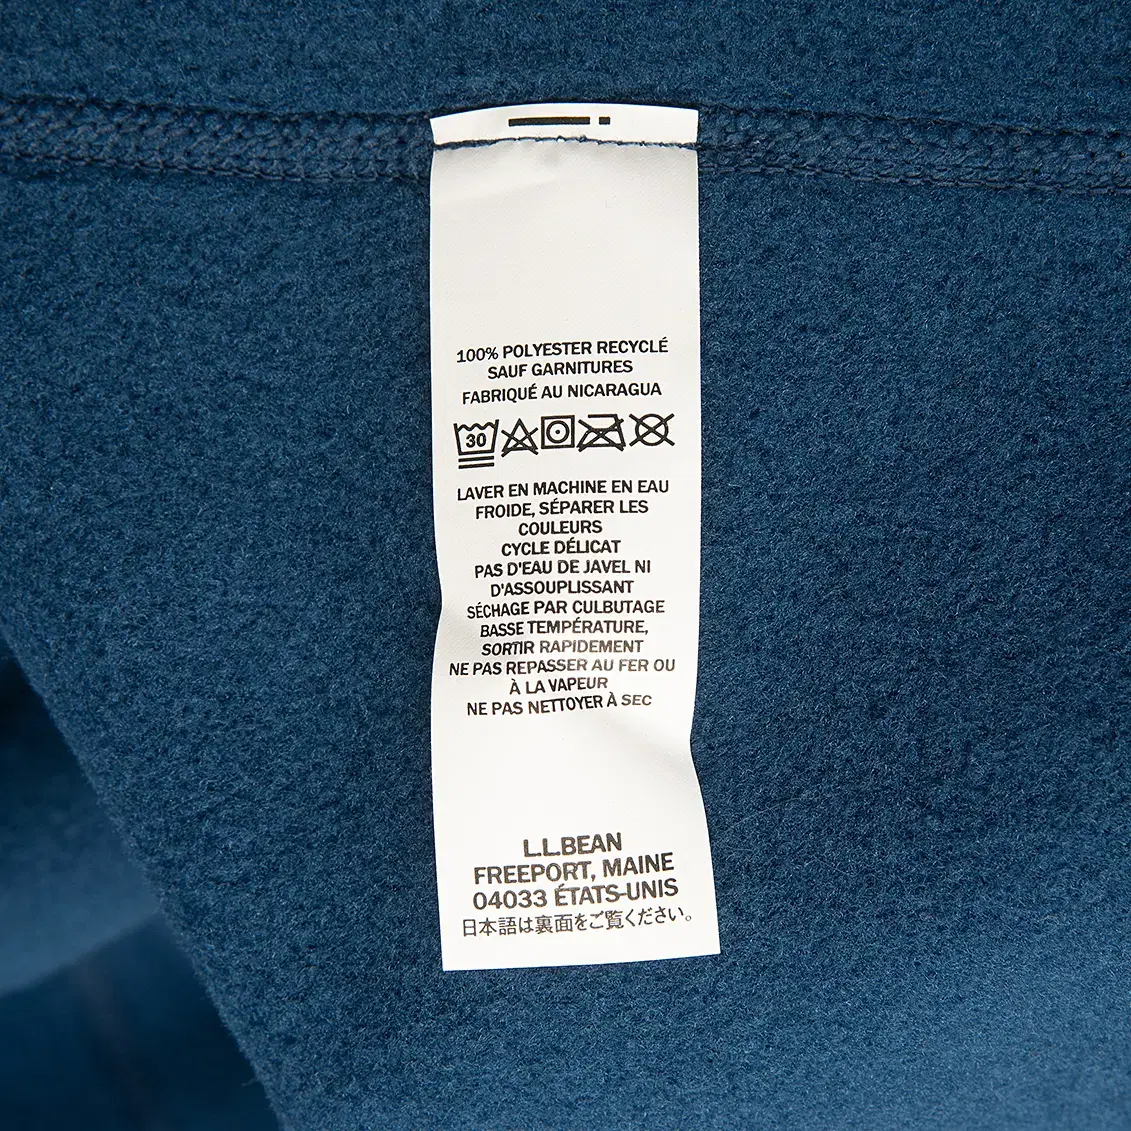 100% POLYESTER RECYCLÉ
SAUF GARNITURES
FABRIQUÉ AU NICARAGUA
30
LAVER EN MACHINE EN EAU
FROIDE, SÉPARER LES
COULEURS
CYCLE DÉLICAT
PAS D'EAU DE JAVEL NI
D'ASSOUPLISSANT
SÉCHAGE PAR CULBUTAGE
BASSE TEMPÉRATURE,
SORTIR RAPIDEMENT
NE PAS REPASSER AU FER OU
À LA VAPEUR
NE PAS NETTOYER À SEC
L.L.BEAN
FREEPORT, MAINE
04033 ÉTATS-UNIS
日本語は裏面をご覧ください。